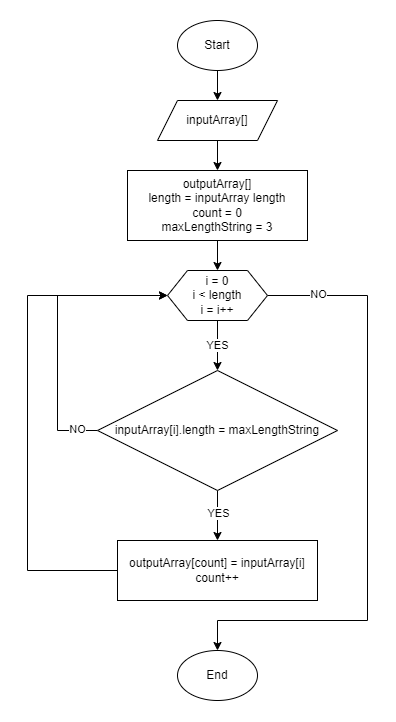 Start
inputArray[]
outputArray[]
length = inputArray length
count = 0
maxLengthString = 3
i = 0
i < length
i = i++
NO
YES
NO
inputArray[i].length = maxLengthString
YES
outputArray[count] = inputArray[i]
count++
End